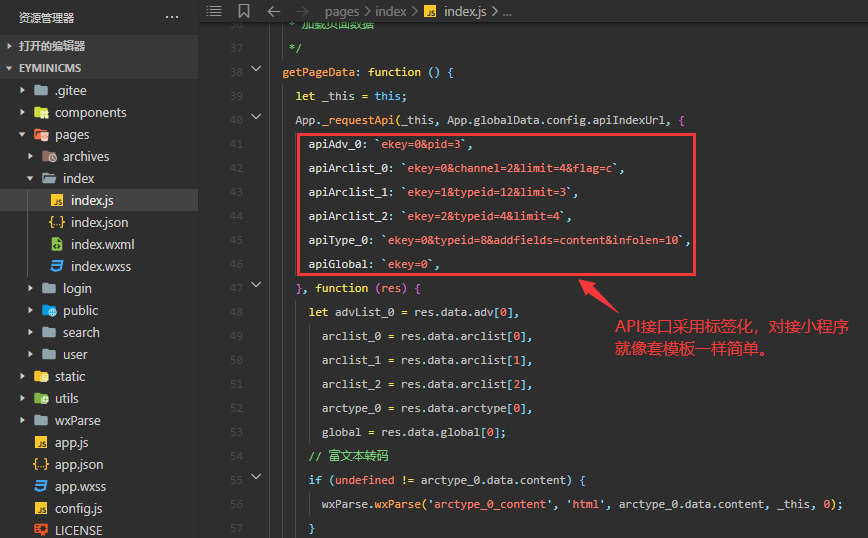 资源管理器 ···
打开的编辑器
EYMINICMS
.gitee
components
pages
archives
index
index.js
index.json
index.wxml
index.wxss
login
public
search
user
static
utils
wxParse
app.js
app.json
app.wxss
config.js
LICENSE
pages > index > JS index.js > ...
36 * 加载页面数据
37 */
38 getPageData: function () {
39 let _this = this;
40 App._requestApi(_this, App.globalData.config.apiIndexUrl, {
41 apiAdv_0: `ekey=0&pid=3`,
42 apiArclist_0: `ekey=0&channel=2&limit=4&flag=c`,
43 apiArclist_1: `ekey=1&typeid=12&limit=3`,
44 apiArclist_2: `ekey=2&typeid=4&limit=4`,
45 apiType_0: `ekey=0&typeid=8&addfields=content&infolen=10`,
46 apiGlobal: `ekey=0`,
47 }, function (res) {
48 let advList_0 = res.data.adv[0],
49 arclist_0 = res.data.arclist[0],
50 arclist_1 = res.data.arclist[1],
51 arclist_2 = res.data.arclist[2],
52 arctype_0 = res.data.arctype[0],
53 global = res.data.global[0];
54 // 富文本转码
55 if (undefined != arctype_0.data.content) {
56 wxParse.wxParse('arctype_0_content', 'html', arctype_0.data.content, _this, 0);
57 }
API接口采用标签化，对接小程序
就像套模板一样简单。